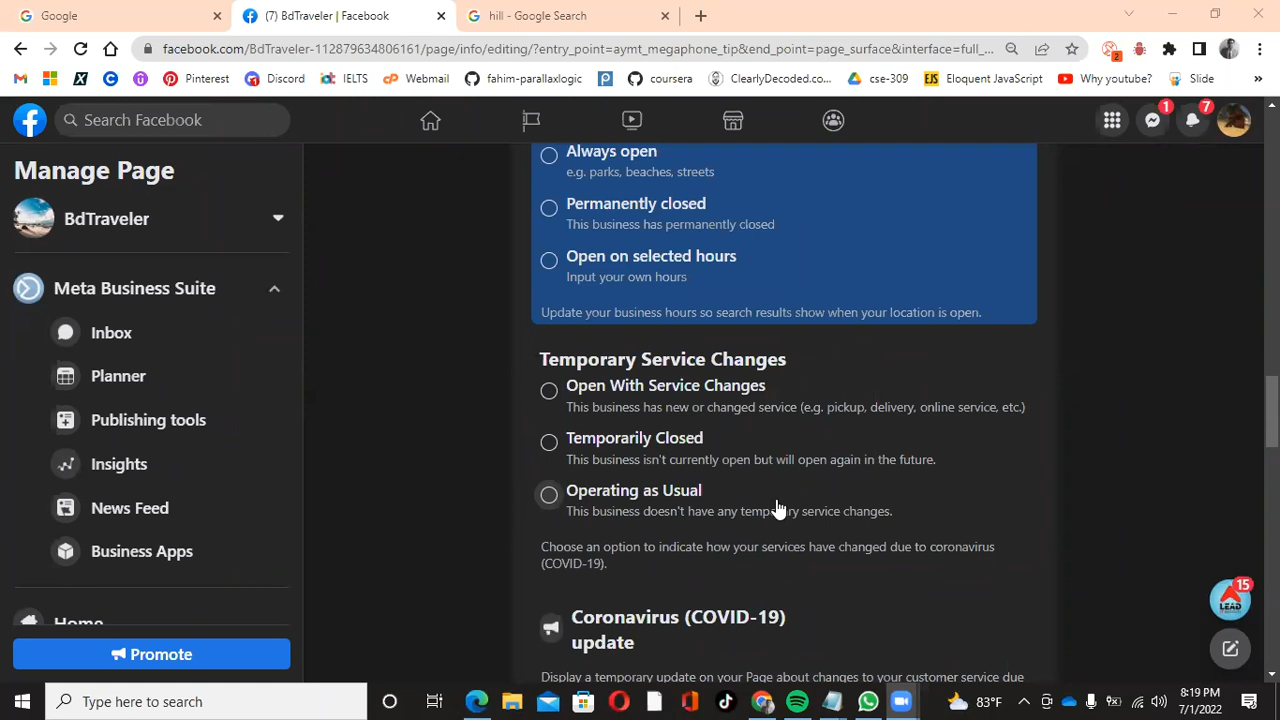 Google
(7) BdTraveler | Facebook
hill - Google Search
facebook.com/BdTraveler-112879634806161/page/info/editing/?entry_point=aymt_megaphone_tip&end_point=page_surface&interface=full_...
2
Pinterest
Discord
IELTS
Webmail
fahim-parallaxlogic
coursera
ClearlyDecoded.co...
cse-309
EJS
Eloquent JavaScript
Why youtube?
Slide
»
Search Facebook
1
7
Manage Page
BdTraveler
Meta Business Suite
Inbox
Planner
Publishing tools
Insights
News Feed
Business Apps
Home
Promote
Always open
e.g. parks, beaches, streets
Permanently closed
This business has permanently closed
Open on selected hours
Input your own hours
Update your business hours so search results show when your location is open.
Temporary Service Changes
Open With Service Changes
This business has new or changed service (e.g. pickup, delivery, online service, etc.)
Temporarily Closed
This business isn't currently open but will open again in the future.
Operating as Usual
This business doesn't have any temporary service changes.
Choose an option to indicate how your services have changed due to coronavirus
(COVID-19).
Coronavirus (COVID-19)
update
Display a temporary update on your Page about changes to your customer service due
15
LEAD
Type here to search
83°F
8:19 PM
7/1/2022